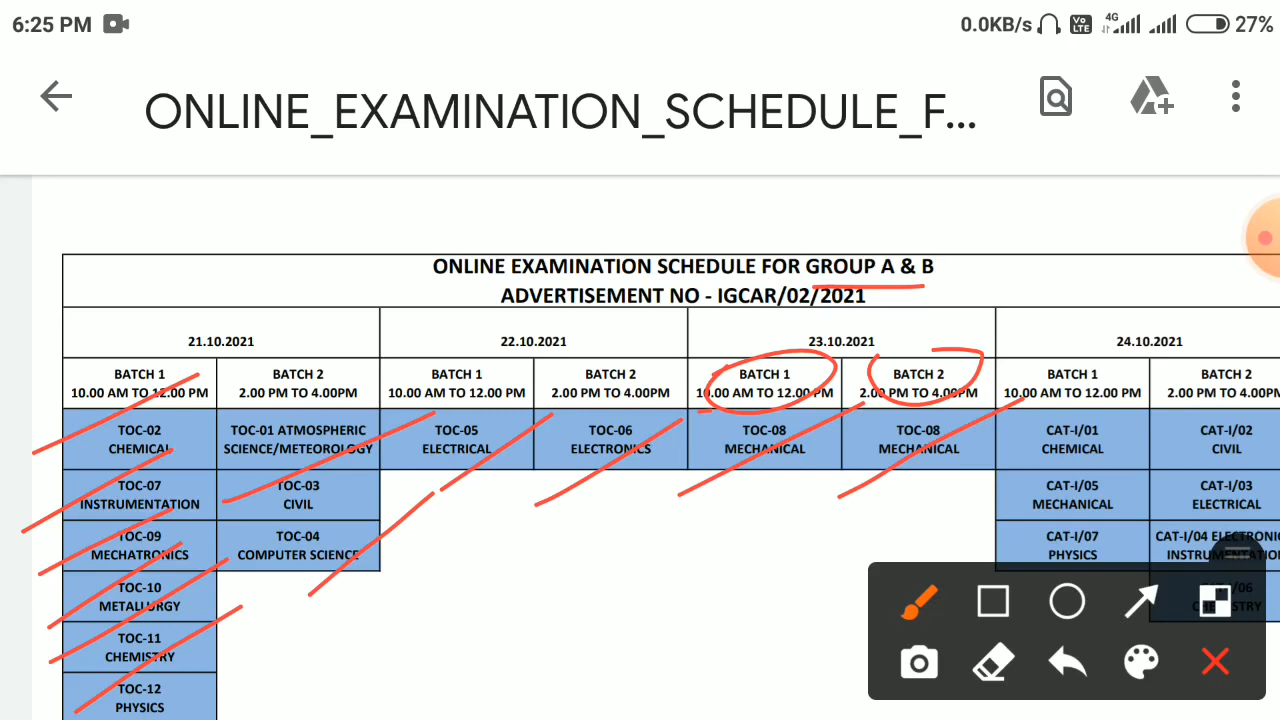 6:25 PM 0.0KB/s Vo LTE 4G 27%
ONLINE_EXAMINATION_SCHEDULE_F...
ONLINE EXAMINATION SCHEDULE FOR GROUP A & B
ADVERTISEMENT NO - IGCAR/02/2021
21.10.2021 22.10.2021 23.10.2021 24.10.2021
BATCH 1 BATCH 2 BATCH 1 BATCH 2 BATCH 1 BATCH 2 BATCH 1 BATCH 2
10.00 AM TO 12.00 PM 2.00 PM TO 4.00PM 10.00 AM TO 12.00 PM 2.00 PM TO 4.00PM 10.00 AM TO 12.00 PM 2.00 PM TO 4.00PM 10.00 AM TO 12.00 PM 2.00 PM TO 4.00PM
TOC-02 TOC-01 ATMOSPHERIC TOC-05 TOC-06 TOC-08 TOC-08 CAT-I/01 CAT-I/02
CHEMICAL SCIENCE/METEOROLOGY ELECTRICAL ELECTRONICS MECHANICAL MECHANICAL CHEMICAL CIVIL
TOC-07 TOC-03 CAT-I/05 CAT-I/03
INSTRUMENTATION CIVIL MECHANICAL ELECTRICAL
TOC-09 TOC-04 CAT-I/07 CAT-I/04 ELECTRONIC
MECHATRONICS COMPUTER SCIENCE PHYSICS
TOC-10
METALLURGY
TOC-11
CHEMISTRY
TOC-12
PHYSICS